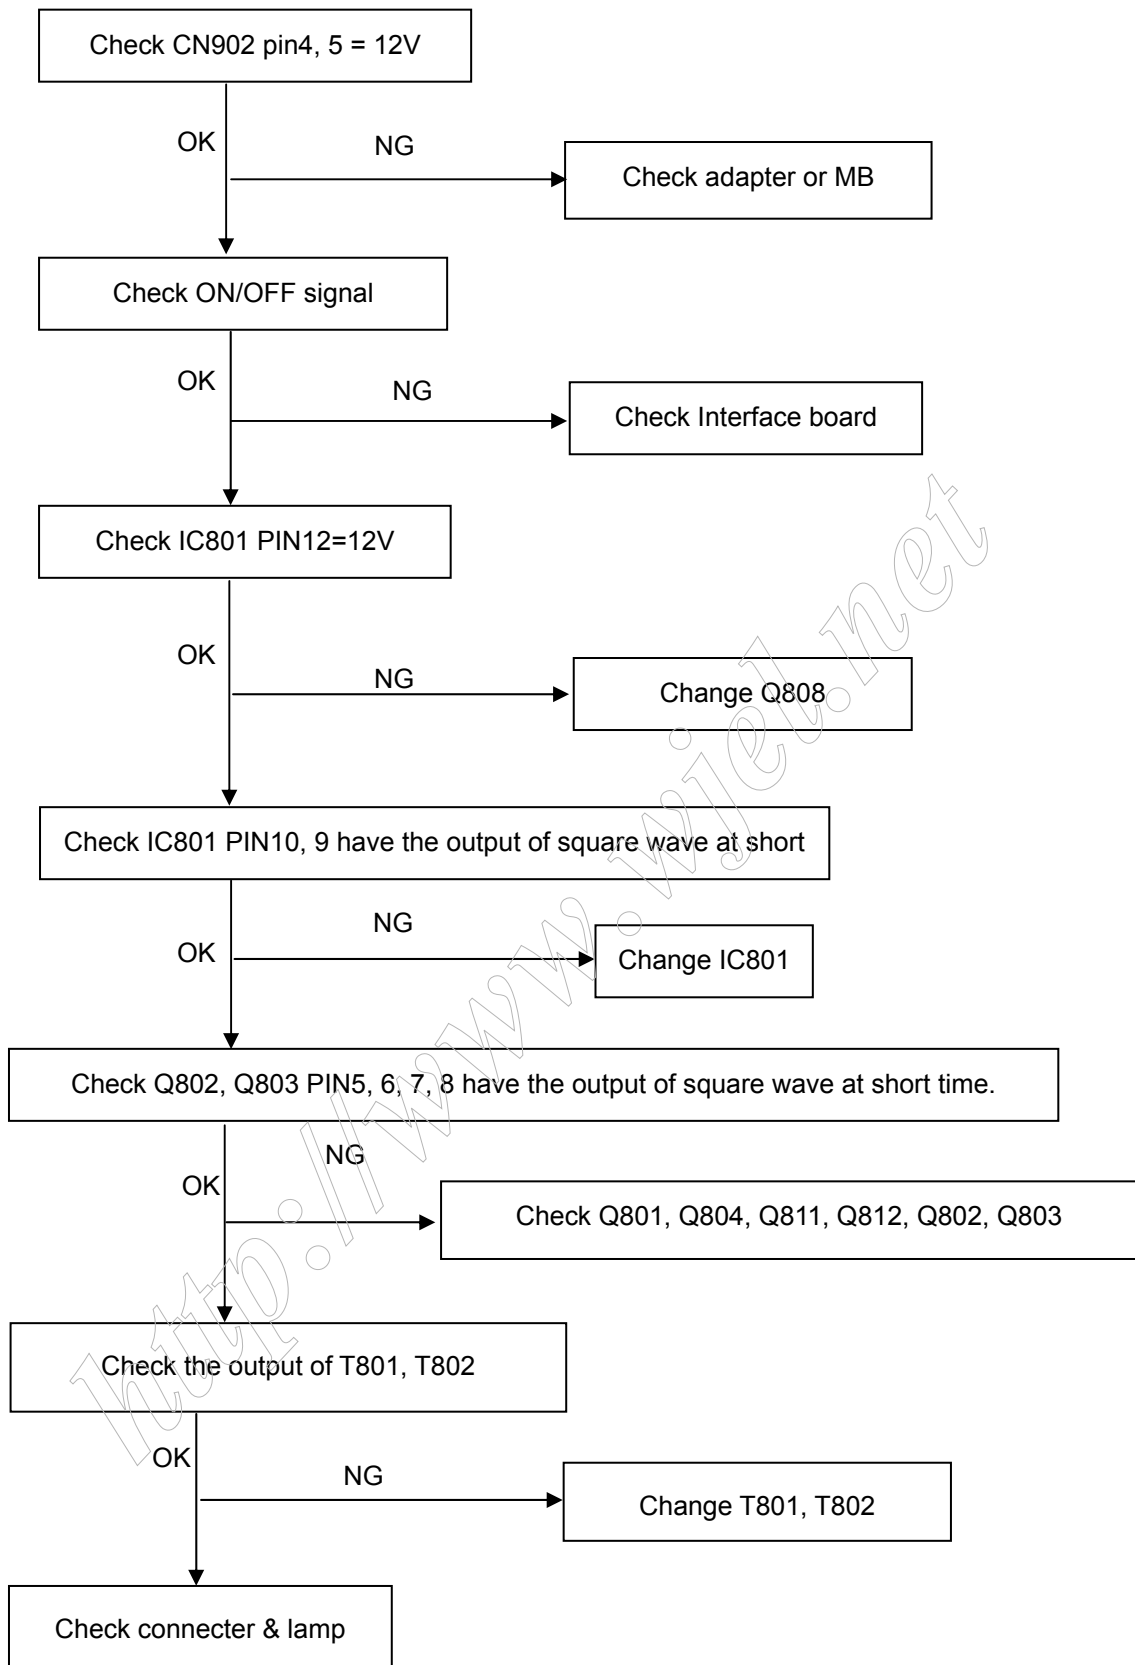 Check CN902 pin4, 5 = 12V
OK
NG
Check adapter or MB
Check ON/OFF signal
OK
NG
Check Interface board
Check IC801 PIN12=12V
OK
NG
Change Q808
Check IC801 PIN10, 9 have the output of square wave at short
NG
OK
Change IC801
Check Q802, Q803 PIN5, 6, 7, 8 have the output of square wave at short time.
NG
OK
Check Q801, Q804, Q811, Q812, Q802, Q803
Check the output of T801, T802
OK
NG
Change T801, T802
Check connecter & lamp
http://www.wjel.net